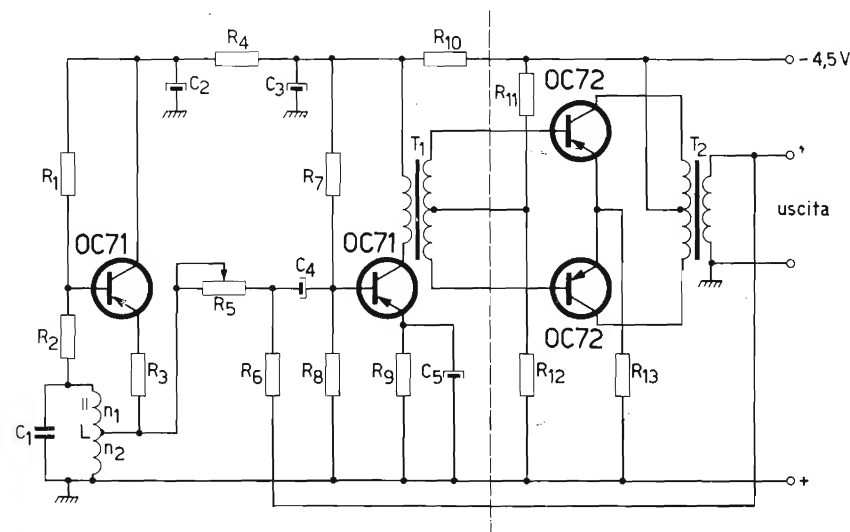 R4
R10
- 4,5 V
C2
C3
R11
OC72
R1
R7
T1
T2
uscita
OC71
OC71
C4
R5
R2
R3
R6
R8
R9
C5
OC72
R12
R13
C1
n1
L
n2
+